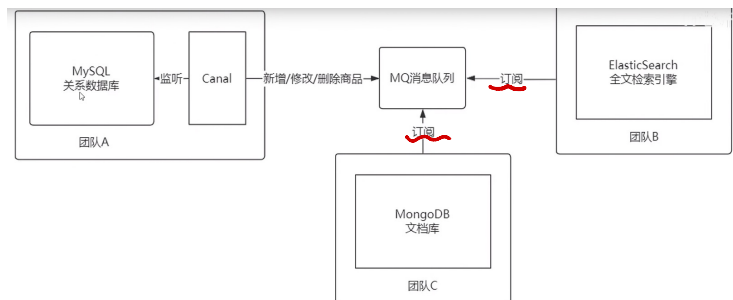 MySQL
关系数据库
监听
Canal
新增/修改/删除商品
MQ消息队列
订阅
ElasticSearch
全文检索引擎
团队A
团队B
订阅
MongoDB
文档库
团队C